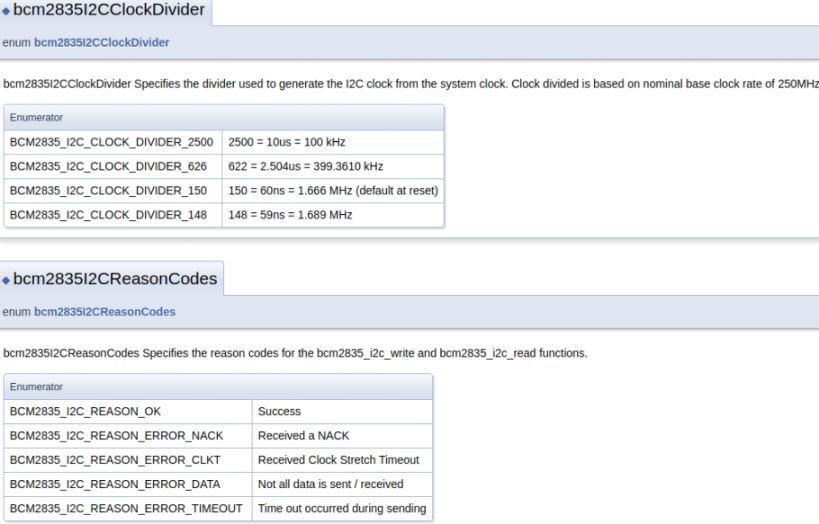 bcm2835I2CClockDivider
enum bcm2835I2CClockDivider
bcm2835I2CClockDivider Specifies the divider used to generate the I2C clock from the system clock. Clock divided is based on nominal base clock rate of 250MHz
Enumerator
BCM2835_I2C_CLOCK_DIVIDER_2500 2500 = 10us = 100 kHz
BCM2835_I2C_CLOCK_DIVIDER_626 622 = 2.504us = 399.3610 kHz
BCM2835_I2C_CLOCK_DIVIDER_150 150 = 60ns = 1.666 MHz (default at reset)
BCM2835_I2C_CLOCK_DIVIDER_148 148 = 59ns = 1.689 MHz
bcm2835I2CReasonCodes
enum bcm2835I2CReasonCodes
bcm2835I2CReasonCodes Specifies the reason codes for the bcm2835_i2c_write and bcm2835_i2c_read functions.
Enumerator
BCM2835_I2C_REASON_OK Success
BCM2835_I2C_REASON_ERROR_NACK Received a NACK
BCM2835_I2C_REASON_ERROR_CLKT Received Clock Stretch Timeout
BCM2835_I2C_REASON_ERROR_DATA Not all data is sent / received
BCM2835_I2C_REASON_ERROR_TIMEOUT Time out occurred during sending